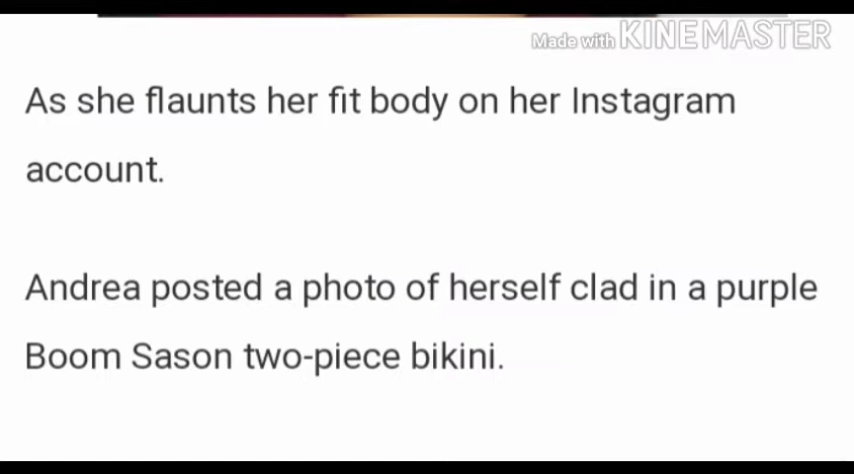 Made with KINEMASTER
As she flaunts her fit body on her Instagram
account.
Andrea posted a photo of herself clad in a purple
Boom Sason two-piece bikini.